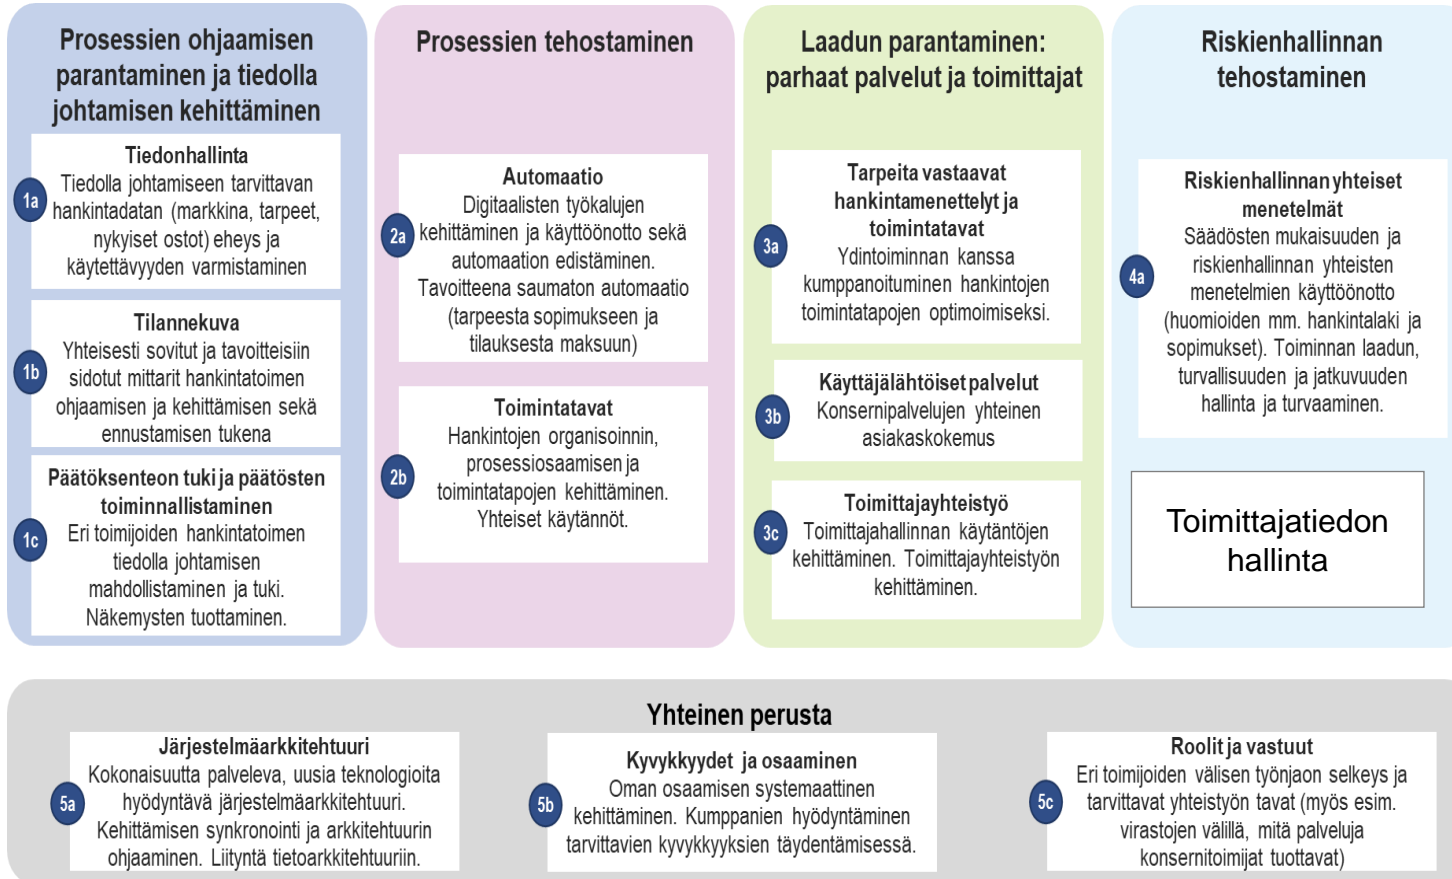 Prosessien ohjaamisen
parantaminen ja tiedolla
johtamisen kehittäminen
1a
Tiedonhallinta
Tiedolla johtamiseen tarvittavan
hankintadatan (markkina, tarpeet,
nykyiset ostot) eheys ja
käytettävyyden varmistaminen
1b
Tilannekuva
Yhteisesti sovitut ja tavoitteisiin
sidotut mittarit hankintatoimen
ohjaamisen ja kehittämisen sekä
ennustamisen tukena
1c
Päätöksenteon tuki ja päätösten
toiminnallistaminen
Eri toimijoiden hankintatoimen
tiedolla johtamisen
mahdollistaminen ja tuki.
Näkemysten tuottaminen.
Prosessien tehostaminen
2a
Automaatio
Digitaalisten työkalujen
kehittäminen ja käyttöönotto sekä
automaation edistäminen.
Tavoitteena saumaton automaatio
(tarpeesta sopimukseen ja
tilauksesta maksuun)
2b
Toimintatavat
Hankintojen organisoinnin,
prosessiosaamisen ja
toimintatapojen kehittäminen.
Yhteiset käytännöt.
Laadun parantaminen:
parhaat palvelut ja toimittajat
3a
Tarpeita vastaavat
hankintamenettelyt ja
toimintatavat
Ydintoiminnan kanssa
kumppanoituminen hankintojen
toimintatapojen optimoimiseksi.
3b
Käyttäjälähtöiset palvelut
Konsernipalvelujen yhteinen
asiakaskokemus
3c
Toimittajayhteistyö
Toimittajahallinnan käytäntöjen
kehittäminen. Toimittajayhteistyön
kehittäminen.
Riskienhallinnan
tehostaminen
4a
Riskienhallinnan yhteiset
menetelmät
Säädösten mukaisuuden ja
riskienhallinnan yhteisten
menetelmien käyttöönotto
(huomioiden mm. hankintalaki ja
sopimukset). Toiminnan laadun,
turvallisuuden ja jatkuvuuden
hallinta ja turvaaminen.
Toimittajatiedon
hallinta
Yhteinen perusta
5a
Järjestelmäarkkitehtuuri
Kokonaisuutta palveleva, uusia teknologioita
hyödyntävä järjestelmäarkkitehtuuri.
Kehittämisen synkronointi ja arkkitehtuurin
ohjaaminen. Liityntä tietoarkkitehtuuriin.
5b
Kyvykkyydet ja osaaminen
Oman osaamisen systemaattinen
kehittäminen. Kumppanien hyödyntäminen
tarvittavien kyvykkyyksien täydentämisessä.
5c
Roolit ja vastuut
Eri toimijoiden välisen työnjaon selkeys ja
tarvittavat yhteistyön tavat (myös esim.
virastojen välillä, mitä palveluja
konsernitoimijat tuottavat)